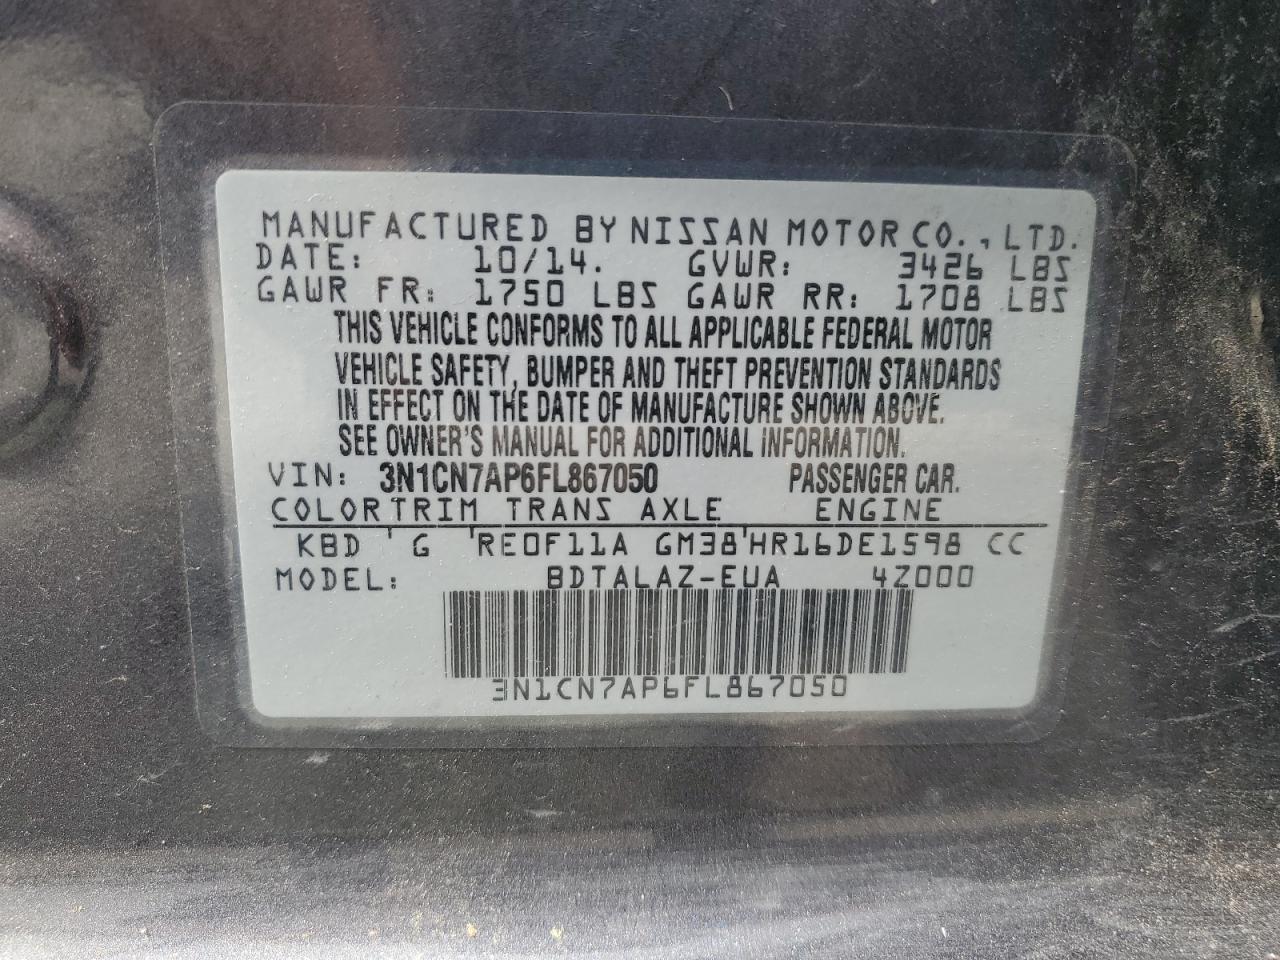 MANUFACTURED BY NISSAN MOTOR CO., LTD.
DATE: 10/14. GVWR: 3426 LBS
GAWR FR: 1750 LBS GAWR RR: 1708 LBS
THIS VEHICLE CONFORMS TO ALL APPLICABLE FEDERAL MOTOR
VEHICLE SAFETY, BUMPER AND THEFT PREVENTION STANDARDS
IN EFFECT ON THE DATE OF MANUFACTURE SHOWN ABOVE.
SEE OWNER'S MANUAL FOR ADDITIONAL INFORMATION.
VIN: 3N1CN7AP6FL867050 PASSENGER CAR.
COLOR TRIM TRANS AXLE ENGINE
KBD ' G 'RE0F11A GM38'HR16DE1598 CC
MODEL: BDTALAZ-EUA 4Z000
3N1CN7AP6FL867050